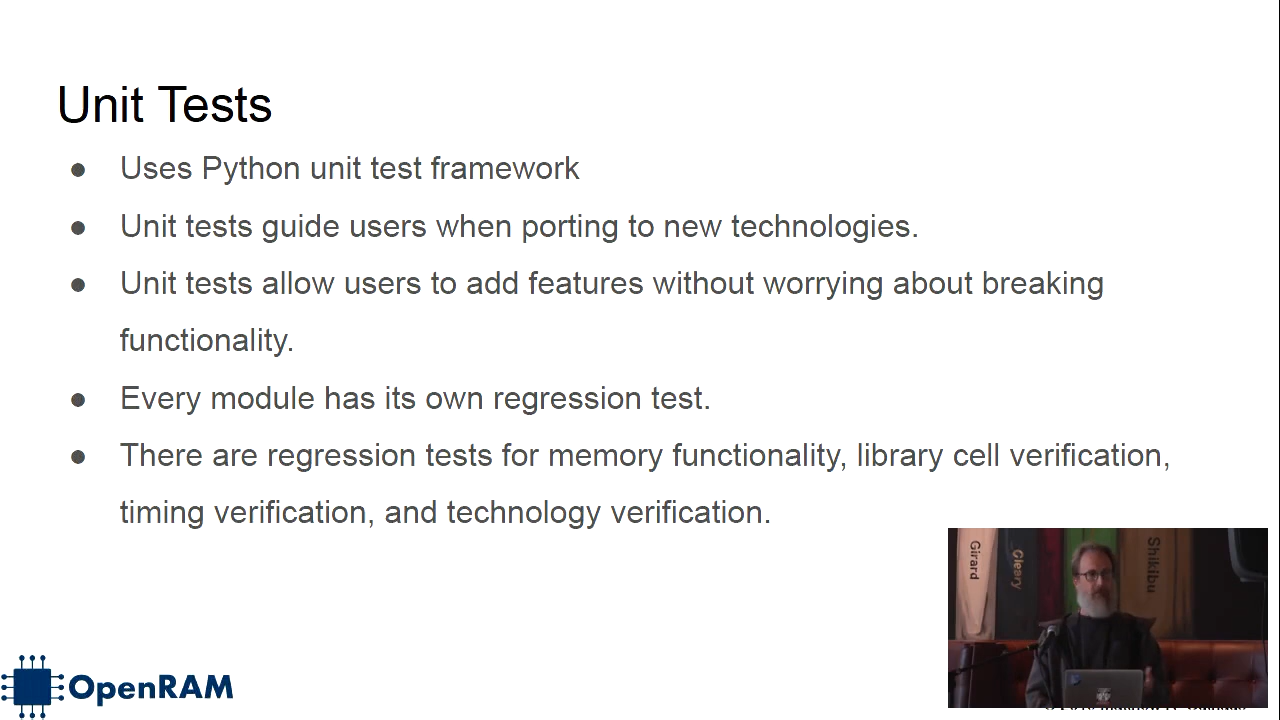 Unit Tests
● Uses Python unit test framework
● Unit tests guide users when porting to new technologies.
● Unit tests allow users to add features without worrying about breaking
functionality.
● Every module has its own regression test.
● There are regression tests for memory functionality, library cell verification,
timing verification, and technology verification.
Girard
Cleary
Shikibu
OpenRAM